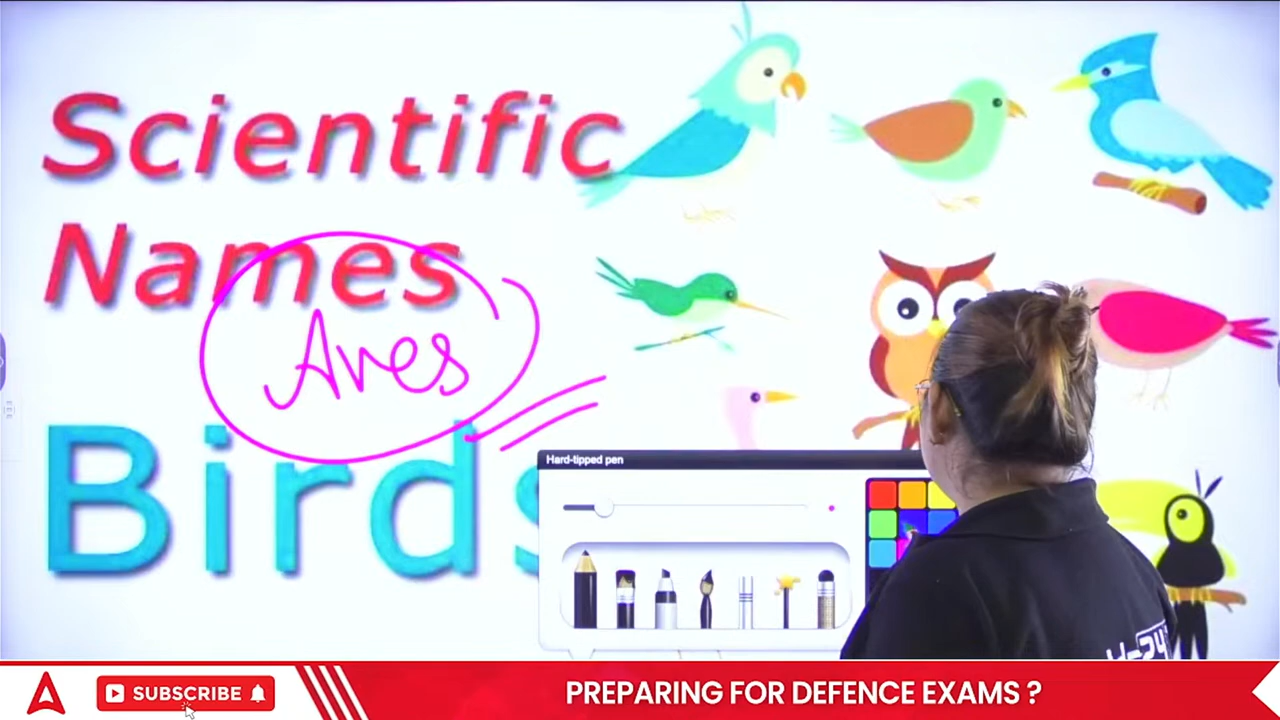 Scientific
Names
Aves
Birds
Hard-tipped pen
SUBSCRIBE
PREPARING FOR DEFENCE EXAMS ?